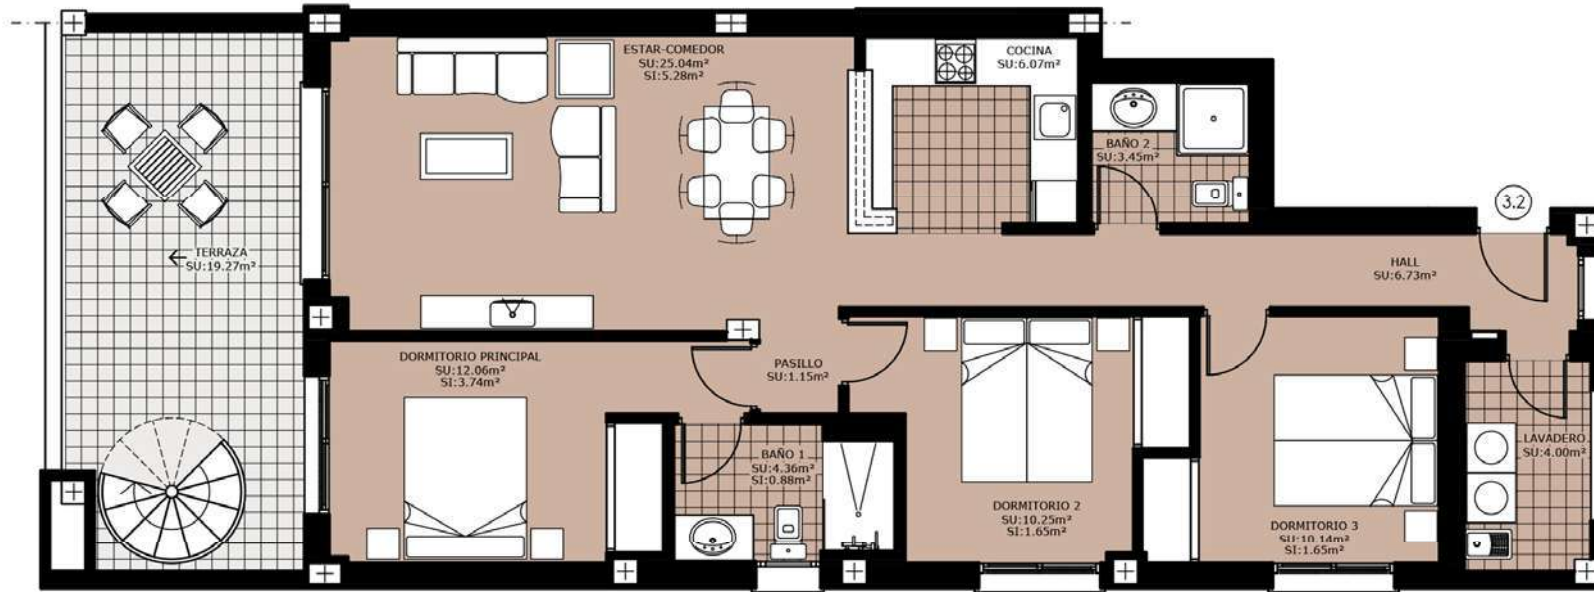 ESTAR-COMEDOR
SU:25.04m²
SI:5.28m²
COCINA
SU:6.07m²
BAÑO 2
SU:3.45m²
3.2
TERRAZA
SU:19.27m²
HALL
SU:6.73m²
DORMITORIO PRINCIPAL
SU:12.06m²
SI:3.74m²
PASILLO
SU:1.15m²
BAÑO 1
SU:4.36m²
SI:0.88m²
DORMITORIO 2
SU:10.25m²
SI:1.65m²
DORMITORIO 3
SU:10.14m²
SI:1.65m²
LAVADERO
SU:4.00m²